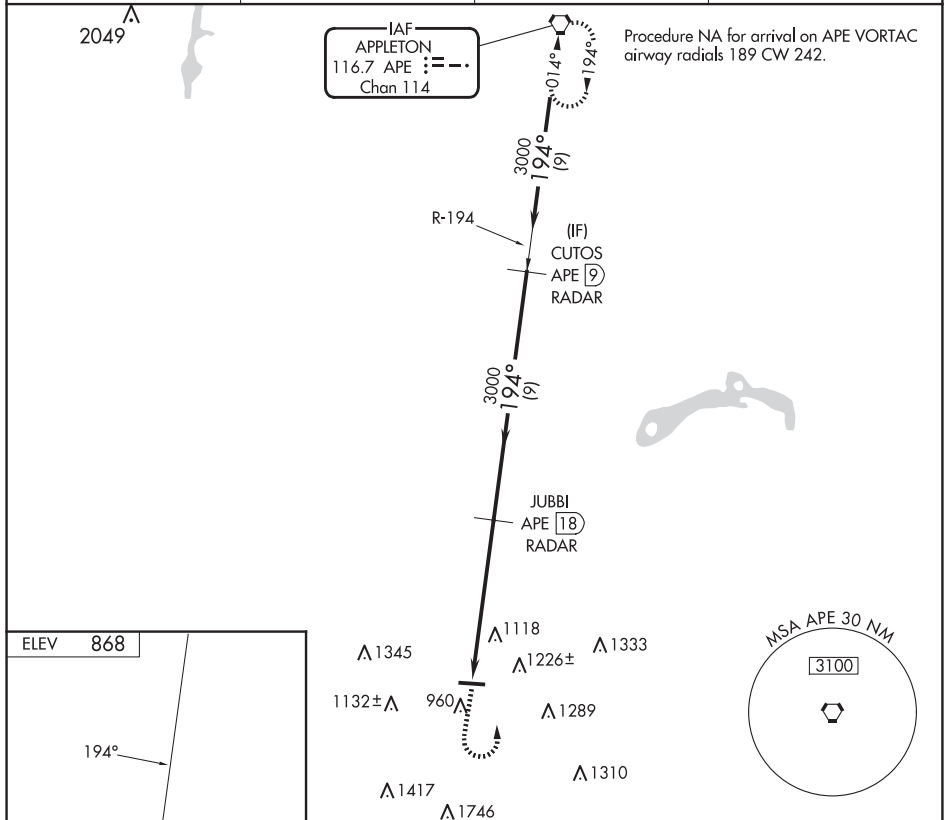 2049
IAF
APPLETON
116.7 APE
Chan 114
Procedure NA for arrival on APE VORTAC
airway radials 189 CW 242.
014°
194°
3000
194°
(9)
R-194
(IF)
CUTOS
APE 9
RADAR
3000
194°
(9)
JUBBI
APE 18
RADAR
ELEV 868
194°
1345
1118
1226±
1333
1132±
960
1289
1310
1417
1746
MSA APE 30 NM
3100